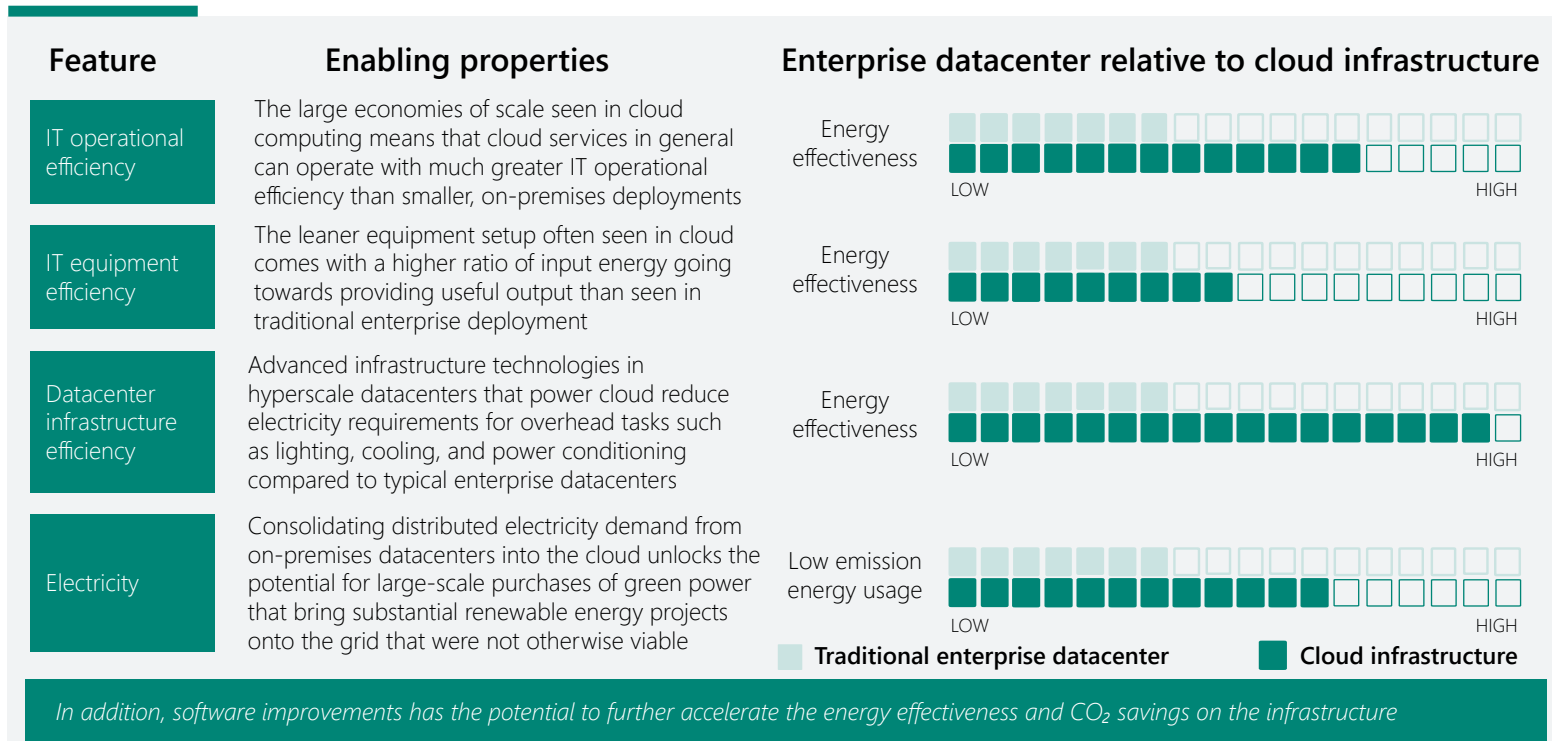 Feature
Enabling properties
Enterprise datacenter relative to cloud infrastructure
IT operational
efficiency
The large economies of scale seen in cloud
computing means that cloud services in general
can operate with much greater IT operational
efficiency than smaller, on-premises deployments
Energy
effectiveness
LOW
HIGH
IT equipment
efficiency
The leaner equipment setup often seen in cloud
comes with a higher ratio of input energy going
towards providing useful output than seen in
traditional enterprise deployment
Energy
effectiveness
LOW
HIGH
Datacenter
infrastructure
efficiency
Advanced infrastructure technologies in
hyperscale datacenters that power cloud reduce
electricity requirements for overhead tasks such
as lighting, cooling, and power conditioning
compared to typical enterprise datacenters
Energy
effectiveness
LOW
HIGH
Electricity
Consolidating distributed electricity demand from
on-premises datacenters into the cloud unlocks the
potential for large-scale purchases of green power
that bring substantial renewable energy projects
onto the grid that were not otherwise viable
Low emission
energy usage
LOW
HIGH
Traditional enterprise datacenter
Cloud infrastructure
In addition, software improvements has the potential to further accelerate the energy effectiveness and CO₂ savings on the infrastructure